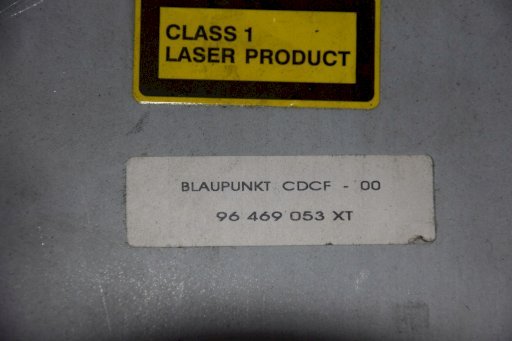 CLASS 1
LASER PRODUCT
BLAUPUNKT CDCF - 00
96 469 053 XT